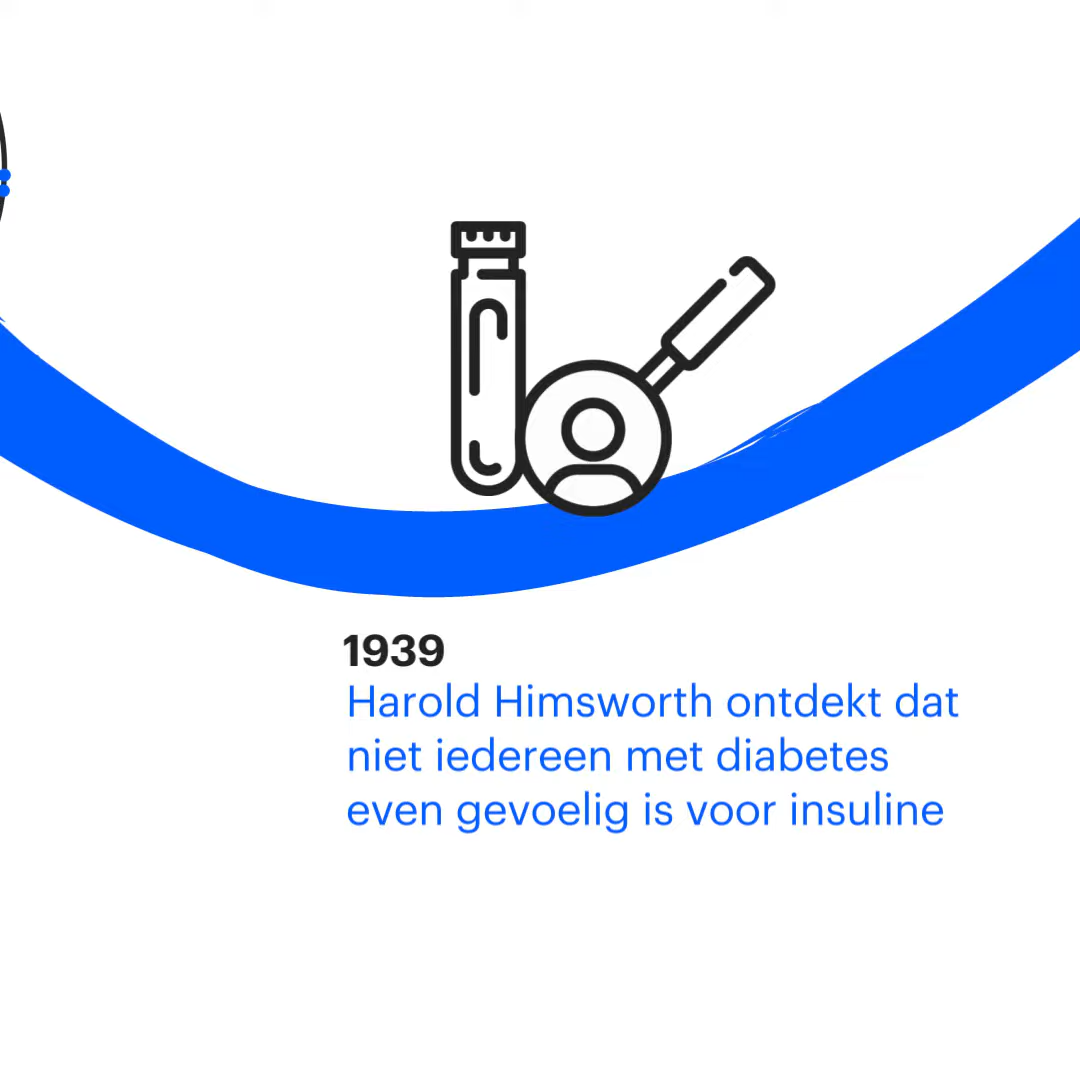 1939
Harold Himsworth ontdekt dat
niet iedereen met diabetes
even gevoelig is voor insuline